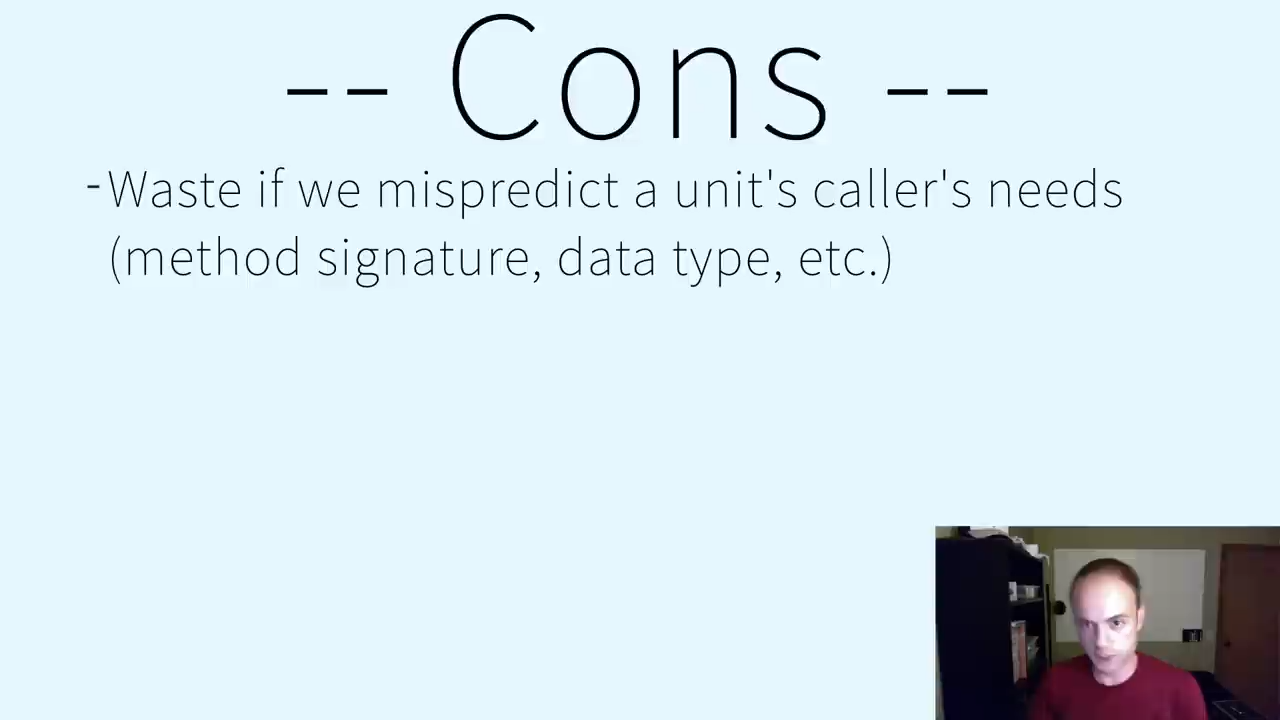 -- Cons --
-Waste if we mispredict a unit's caller's needs
(method signature, data type, etc.)